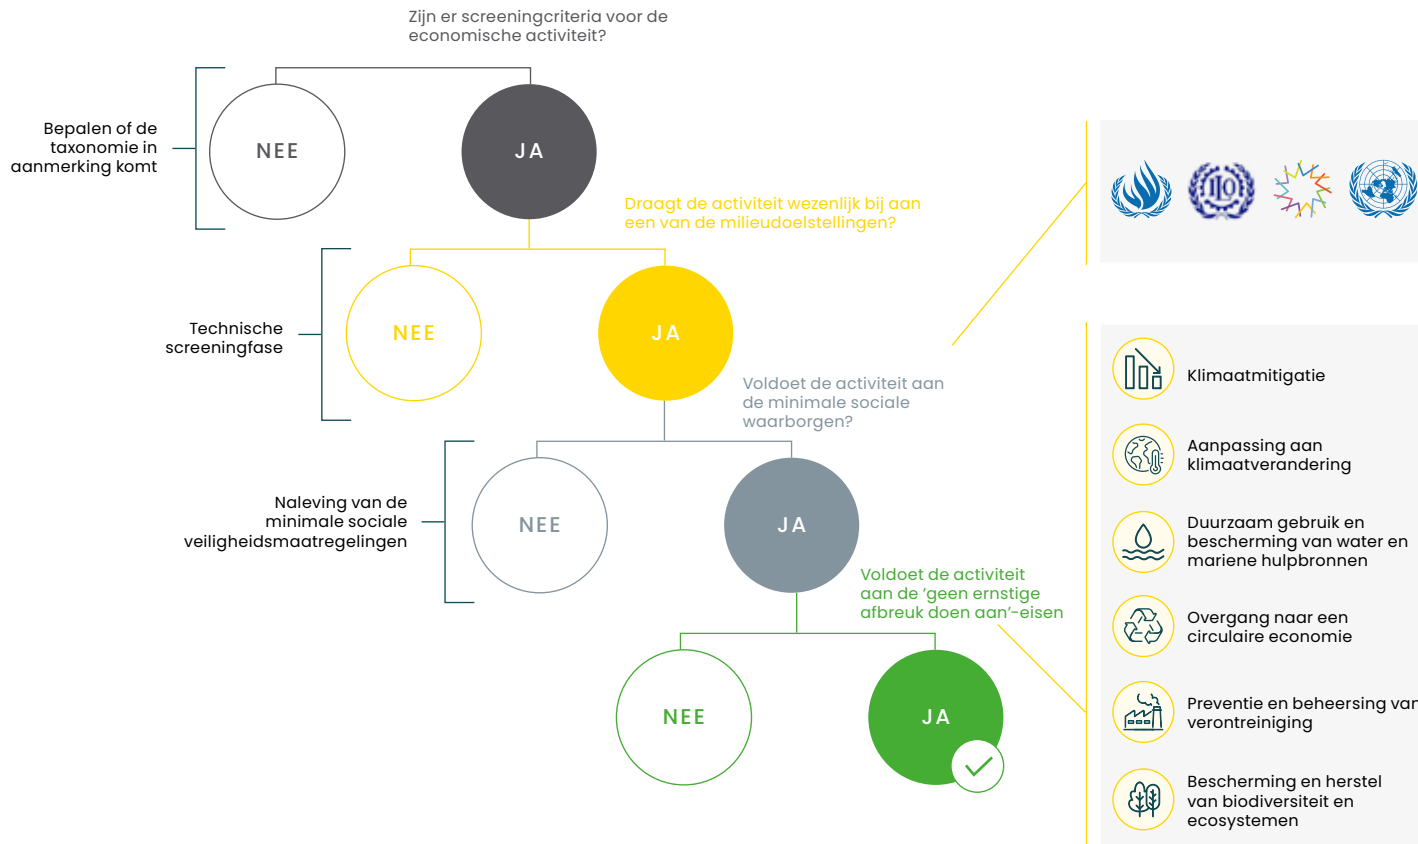 Zijn er screeningcriteria voor de
economische activiteit?
Bepalen of de
taxonomie in
aanmerking komt
NEE
JA
Draagt de activiteit wezenlijk bij aan
een van de milieudoelstellingen?
Technische
screeningfase
NEE
JA
Voldoet de activiteit aan
de minimale sociale
waarborgen?
Naleving van de
minimale sociale
veiligheidsmaatregelingen
NEE
JA
Voldoet de activiteit
aan de ‘geen ernstige
afbreuk doen aan’-eisen
NEE
JA
ILO
Klimaatmitigatie
Aanpassing aan
klimaatverandering
Duurzaam gebruik en
bescherming van water en
mariene hulpbronnen
Overgang naar een
circulaire economie
Preventie en beheersing van
verontreiniging
Bescherming en herstel
van biodiversiteit en
ecosystemen